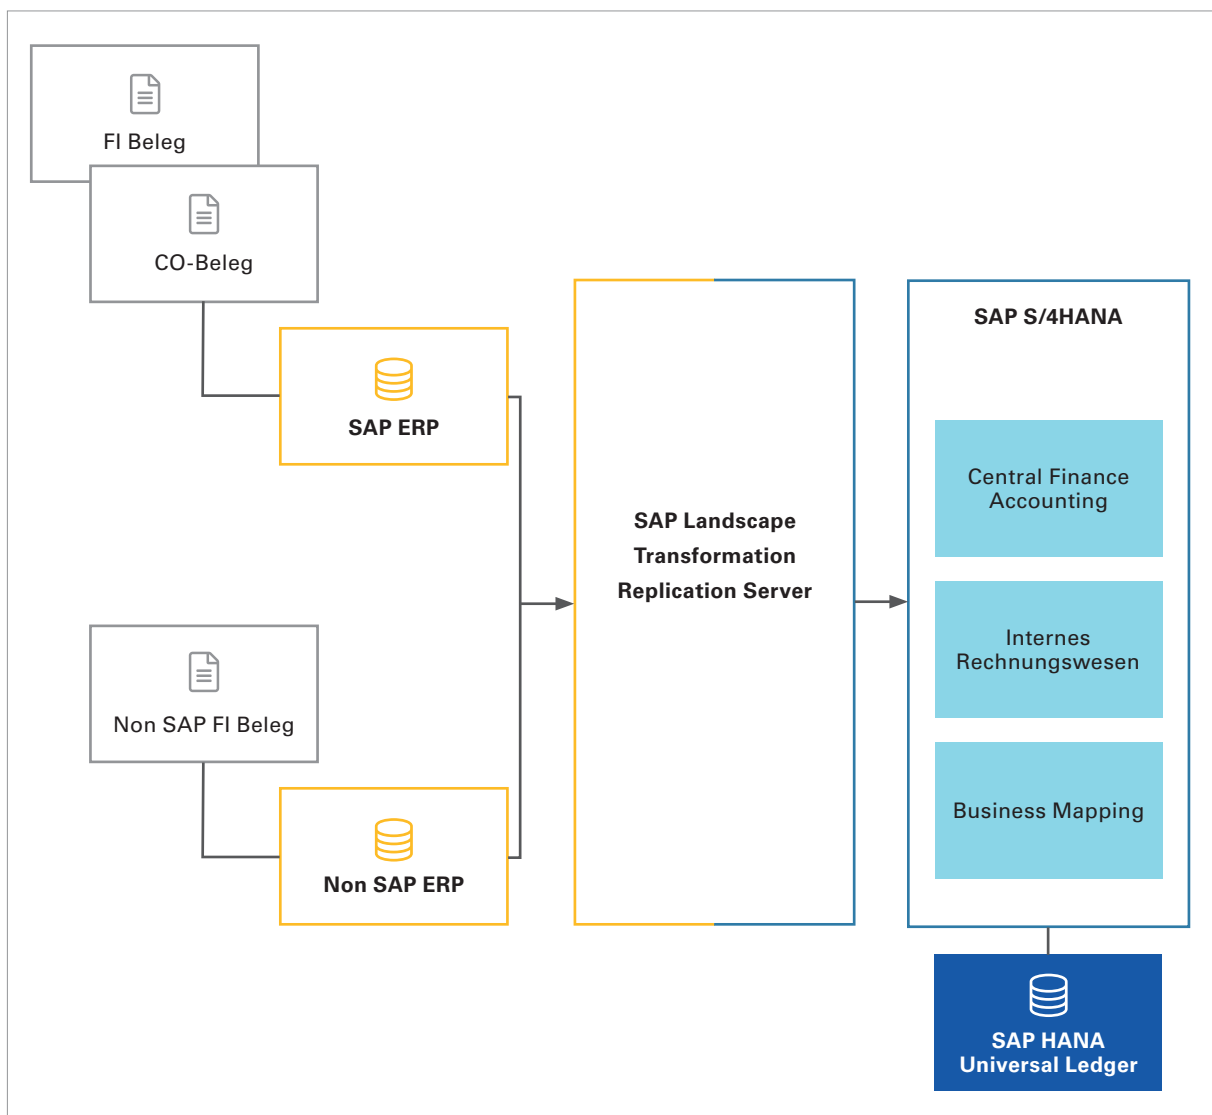 FI Beleg
CO-Beleg
SAP ERP
Non SAP FI Beleg
Non SAP ERP
SAP Landscape
Transformation
Replication Server
SAP S/4HANA
Central Finance
Accounting
Internes
Rechnungswesen
Business Mapping
SAP HANA
Universal Ledger